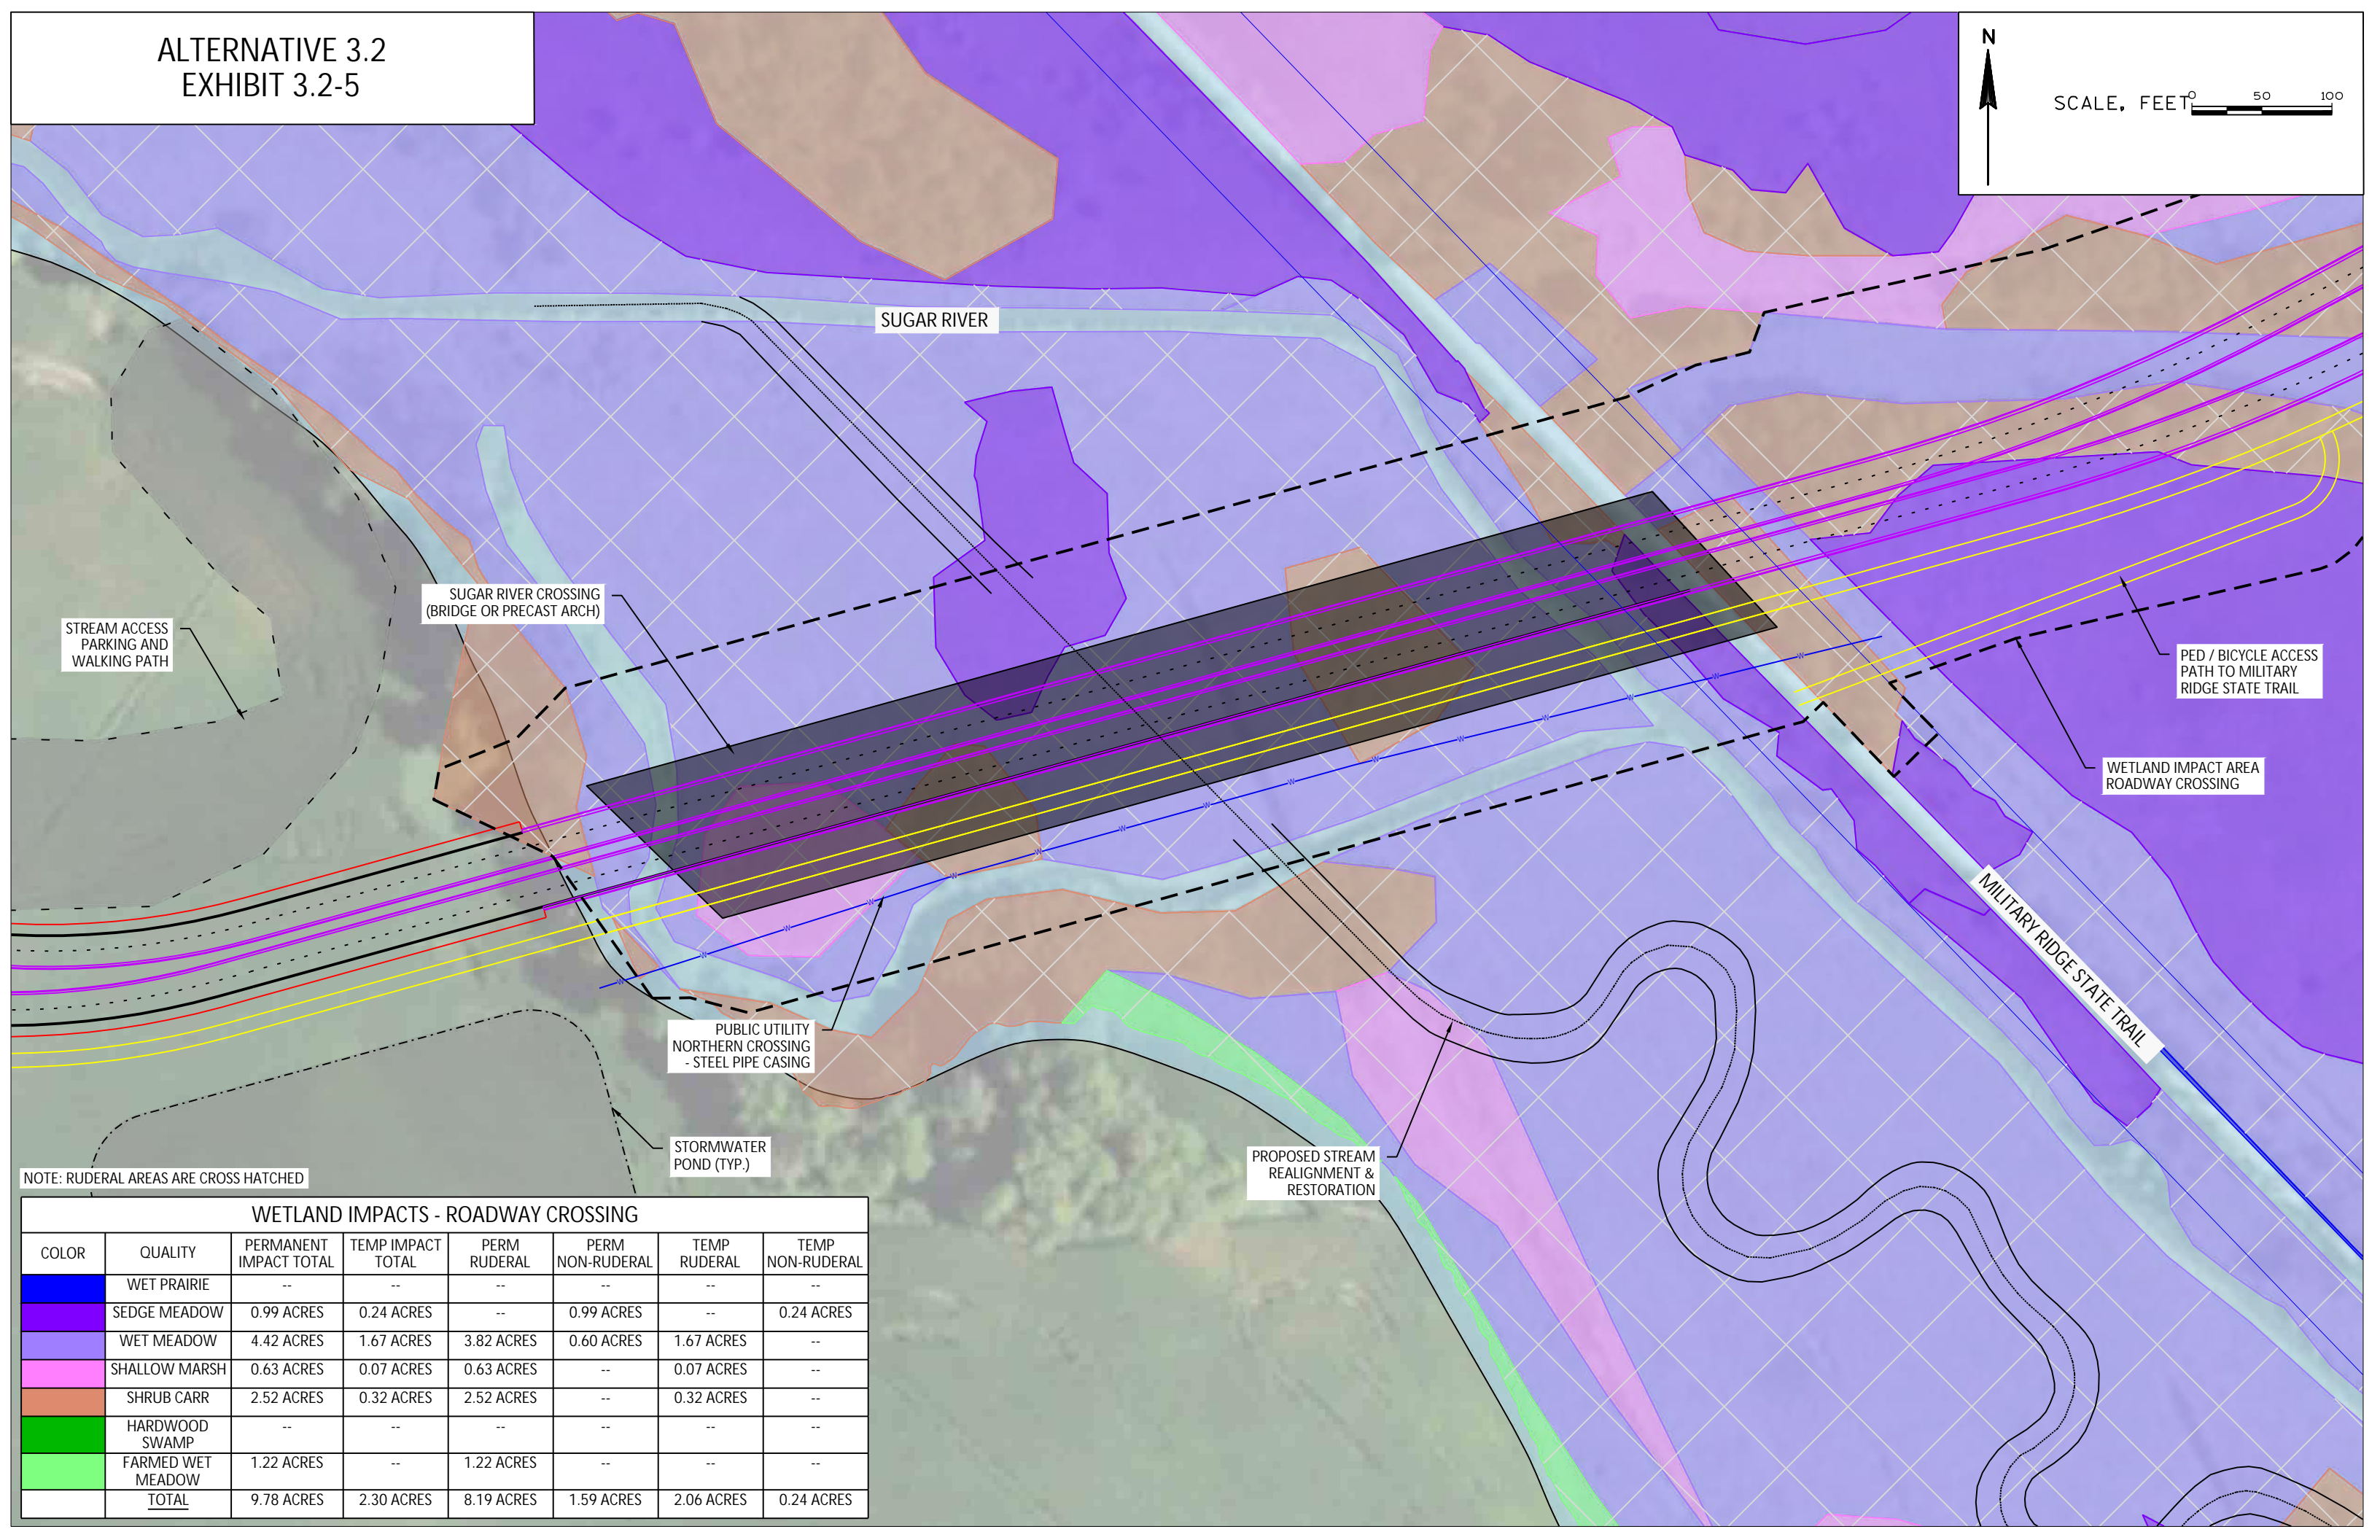 ALTERNATIVE 3.2
EXHIBIT 3.2-5
N
SCALE, FEET
0 50 100
SUGAR RIVER
SUGAR RIVER CROSSING
(BRIDGE OR PRECAST ARCH)
STREAM ACCESS
PARKING AND
WALKING PATH
PED / BICYCLE ACCESS
PATH TO MILITARY
RIDGE STATE TRAIL
WETLAND IMPACT AREA
ROADWAY CROSSING
MILITARY RIDGE STATE TRAIL
W W W W W W W W W W W W W W W
PUBLIC UTILITY
NORTHERN CROSSING
- STEEL PIPE CASING
STORMWATER
POND (TYP.)
PROPOSED STREAM
REALIGNMENT &
RESTORATION
NOTE: RUDERAL AREAS ARE CROSS HATCHED
WETLAND IMPACTS - ROADWAY CROSSING
COLOR QUALITY PERMANENT IMPACT TOTAL TEMP IMPACT TOTAL PERM RUDERAL PERM NON-RUDERAL TEMP RUDERAL TEMP NON-RUDERAL
WET PRAIRIE -- -- -- -- -- --
SEDGE MEADOW 0.99 ACRES 0.24 ACRES -- 0.99 ACRES -- 0.24 ACRES
WET MEADOW 4.42 ACRES 1.67 ACRES 3.82 ACRES 0.60 ACRES 1.67 ACRES --
SHALLOW MARSH 0.63 ACRES 0.07 ACRES 0.63 ACRES -- 0.07 ACRES --
SHRUB CARR 2.52 ACRES 0.32 ACRES 2.52 ACRES -- 0.32 ACRES --
HARDWOOD SWAMP -- -- -- -- -- --
FARMED WET MEADOW 1.22 ACRES -- 1.22 ACRES -- -- --
TOTAL 9.78 ACRES 2.30 ACRES 8.19 ACRES 1.59 ACRES 2.06 ACRES 0.24 ACRES